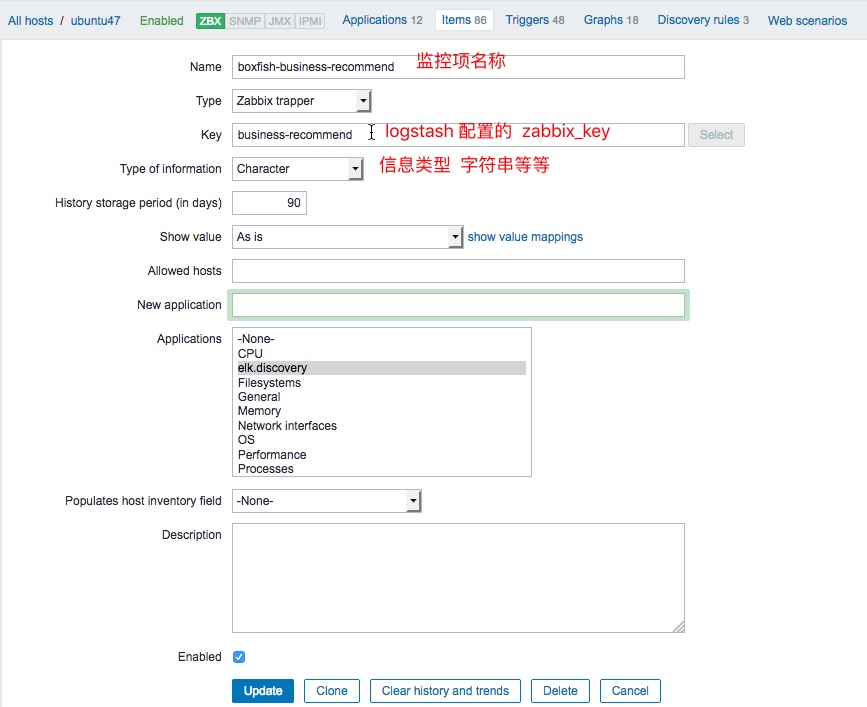 All hosts / ubuntu47 Enabled ZBX SNMP JMX IPMI Applications 12 Items 86 Triggers 48 Graphs 18 Discovery rules 3 Web scenarios
Name boxfish-business-recommend 监控项名称
Type Zabbix trapper
Key business-recommend logstash 配置的 zabbix_key Select
Type of information Character 信息类型 字符串等等
History storage period (in days) 90
Show value As is show value mappings
Allowed hosts
New application
Applications -None-
CPU
elk.discovery
Filesystems
General
Memory
Network interfaces
OS
Performance
Processes
Populates host inventory field -None-
Description
Enabled
Update Clone Clear history and trends Delete Cancel